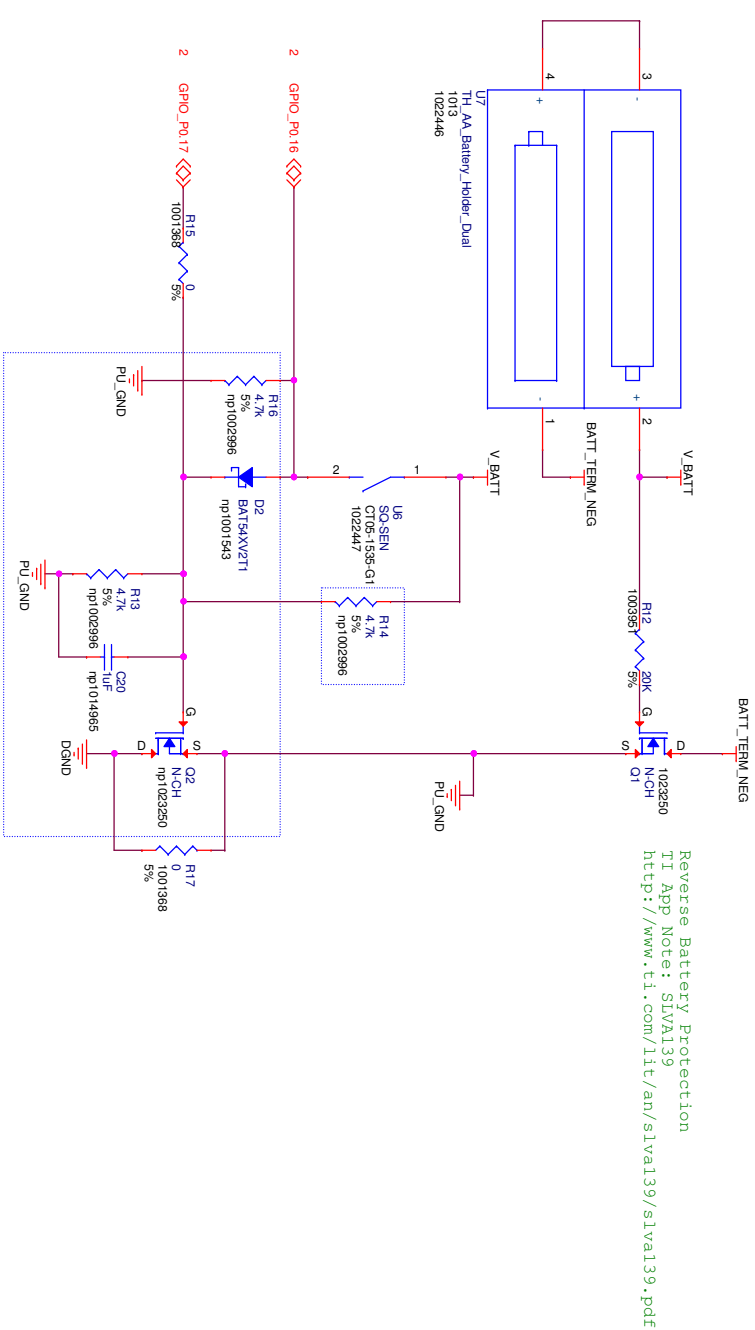 BATT_TERM_NEG
Reverse Battery Protection
TI App Note: SLVA139
http://www.ti.com/lit/an/slva139/slva139.pdf
V_BATT
R12
20K
1003951
5%
G
D
S
1023250
N-CH
Q1
PU_GND
3
-
+
2
4
+
-
1
BATT_TERM_NEG
U7
TH_AA_Battery_Holder_Dual
1013
1022446
V_BATT
1
2
U6
SQ-SEN
CT05-1535-G1
1022447
R14
4.7k
5%
np1002996
2
GPIO_P0.16
2
GPIO_P0.17
R15
0
1001368
5%
R16
4.7k
5%
np1002996
PU_GND
D2
BAT54XV2T1
np1001543
R13
4.7k
5%
np1002996
PU_GND
C20
1uF
np1014965
G
D
S
Q2
N-CH
np1023250
DGND
R17
0
1001368
5%